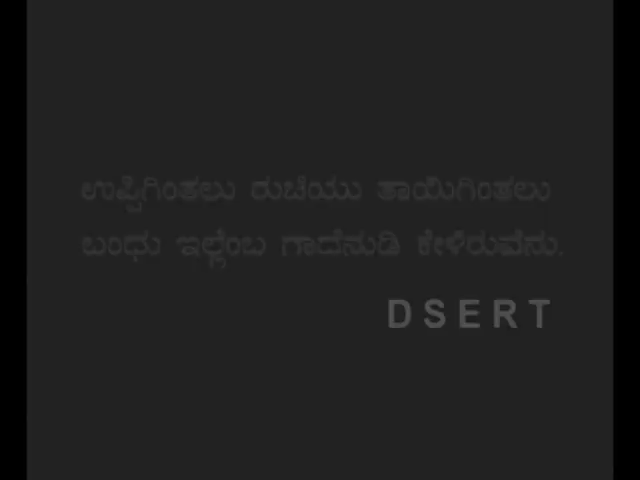 ಉಪ್ಪಿಗಿಂತಲು ರುಚಿಯು ತಾಯಿಗಿಂತಲು
ಬಂಧು ಇಲ್ಲೆಂಬ ಗಾದೆನುಡಿ ಕೇಳಿರುವೆನು.
DSERT